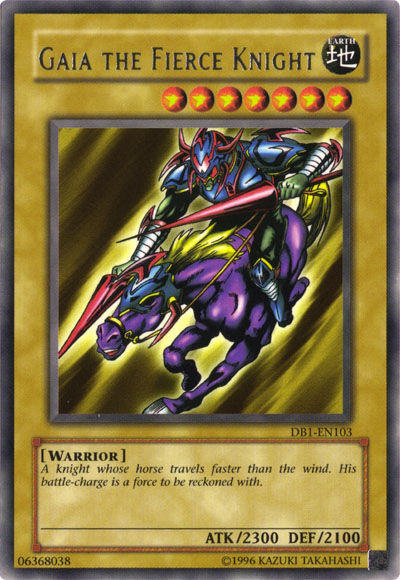 GAIA THE FIERCE KNIGHT
EARTH
地
DB1-EN103
[WARRIOR]
A knight whose horse travels faster than the wind. His
battle-charge is a force to be reckoned with.
ATK/2300 DEF/2100
06368038
©1996 KAZUKI TAKAHASHI